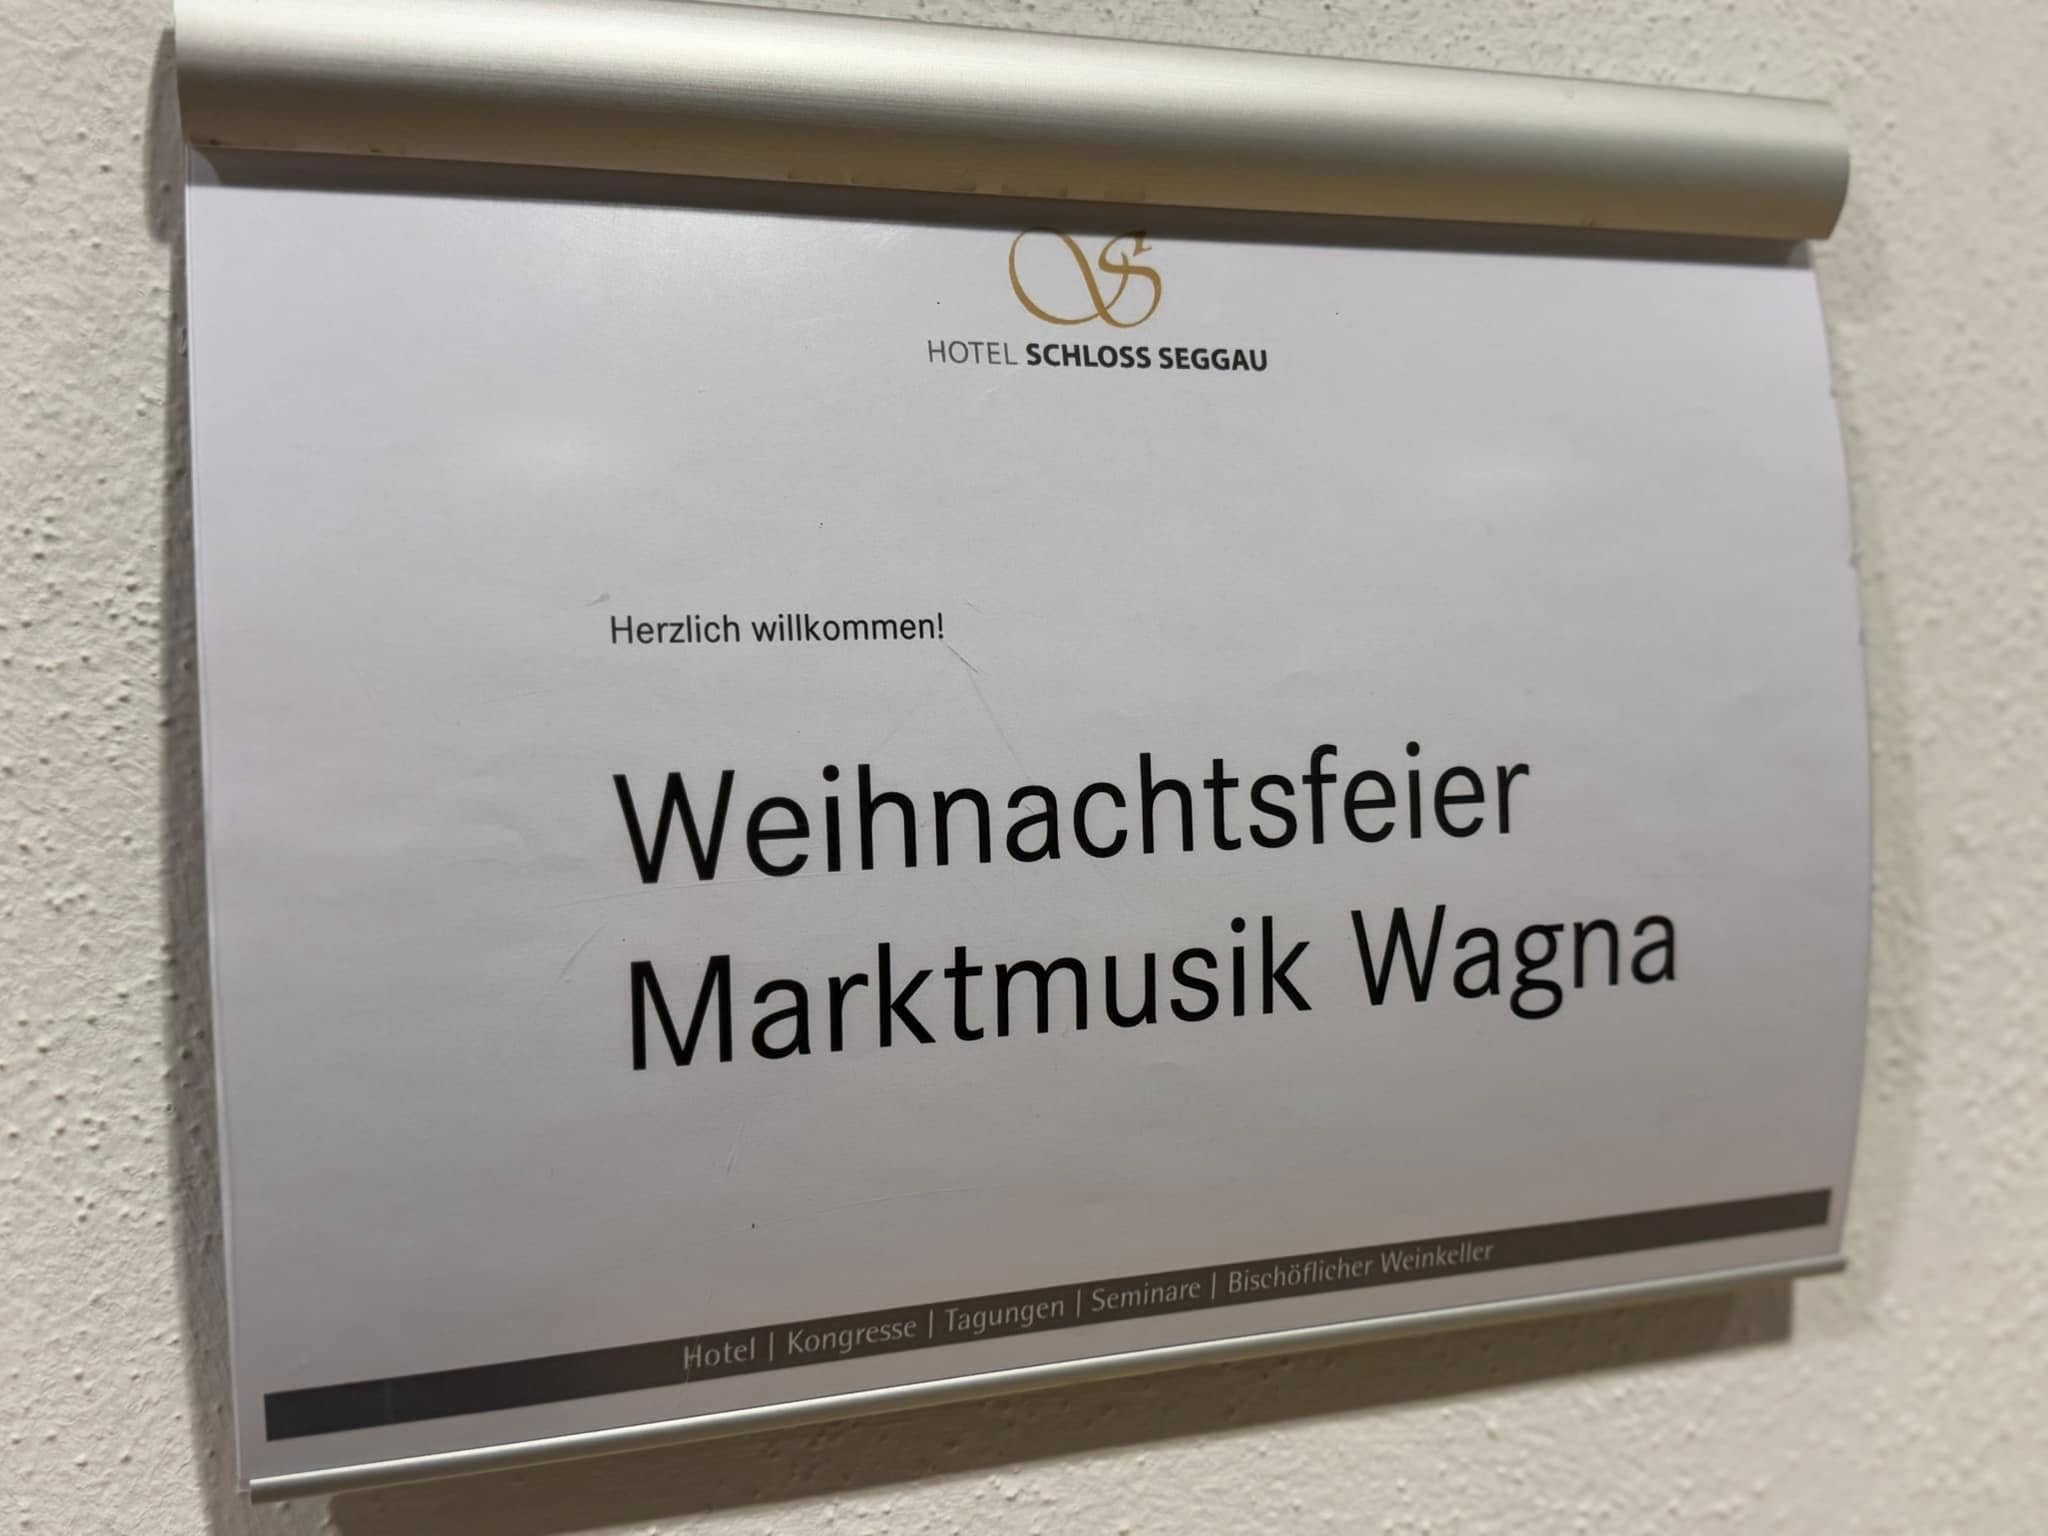 HOTEL SCHLOSS SEGGAU
Herzlich willkommen!
Weihnachtsfeier
Marktmusik Wagna
Hotel | Kongresse | Tagungen | Seminare | Bischöflicher Weinkeller